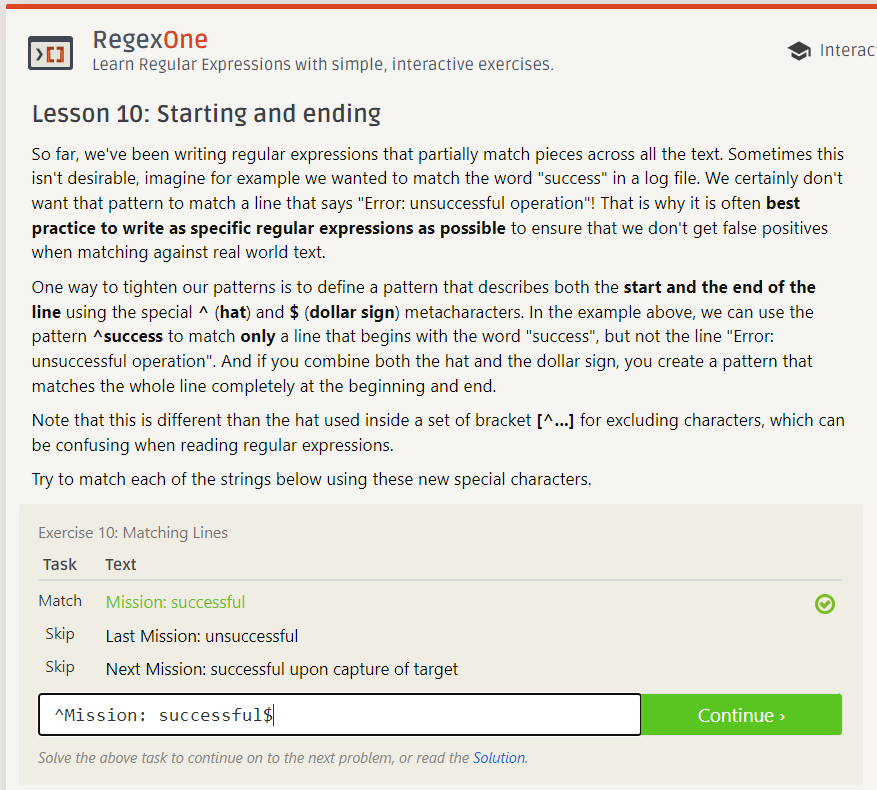 RegexOne
Learn Regular Expressions with simple, interactive exercises.
Interac
Lesson 10: Starting and ending
So far, we've been writing regular expressions that partially match pieces across all the text. Sometimes this
isn't desirable, imagine for example we wanted to match the word "success" in a log file. We certainly don't
want that pattern to match a line that says "Error: unsuccessful operation"! That is why it is often best
practice to write as specific regular expressions as possible to ensure that we don't get false positives
when matching against real world text.
One way to tighten our patterns is to define a pattern that describes both the start and the end of the
line using the special ^ (hat) and $ (dollar sign) metacharacters. In the example above, we can use the
pattern ^success to match only a line that begins with the word "success", but not the line "Error:
unsuccessful operation". And if you combine both the hat and the dollar sign, you create a pattern that
matches the whole line completely at the beginning and end.
Note that this is different than the hat used inside a set of bracket [^...] for excluding characters, which can
be confusing when reading regular expressions.
Try to match each of the strings below using these new special characters.
Exercise 10: Matching Lines
Task Text
Match Mission: successful
Skip Last Mission: unsuccessful
Skip Next Mission: successful upon capture of target
^Mission: successful$
Continue ›
Solve the above task to continue on to the next problem, or read the Solution.